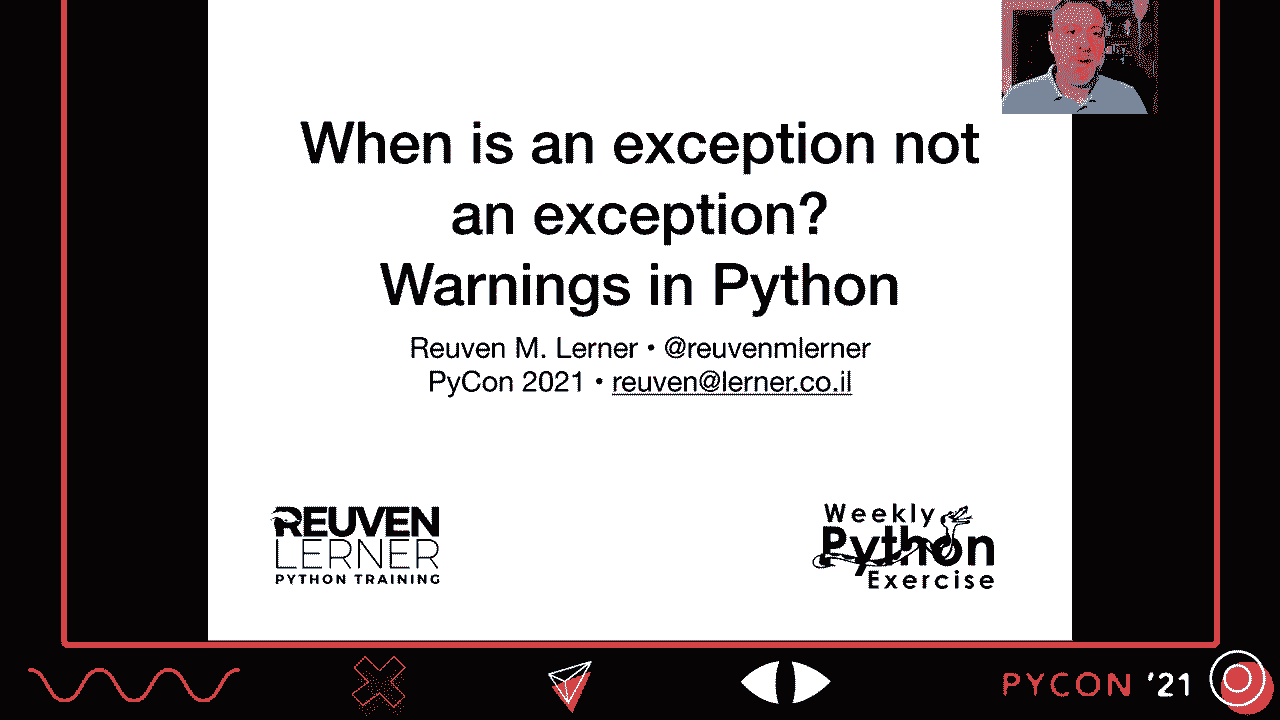 When is an exception not
an exception?
Warnings in Python
Reuven M. Lerner • @reuvenmlerner
PyCon 2021 • reuven@lerner.co.il
REUVEN
LERNER
PYTHON TRAINING
Weekly
Python
Exercise
PYCON '21